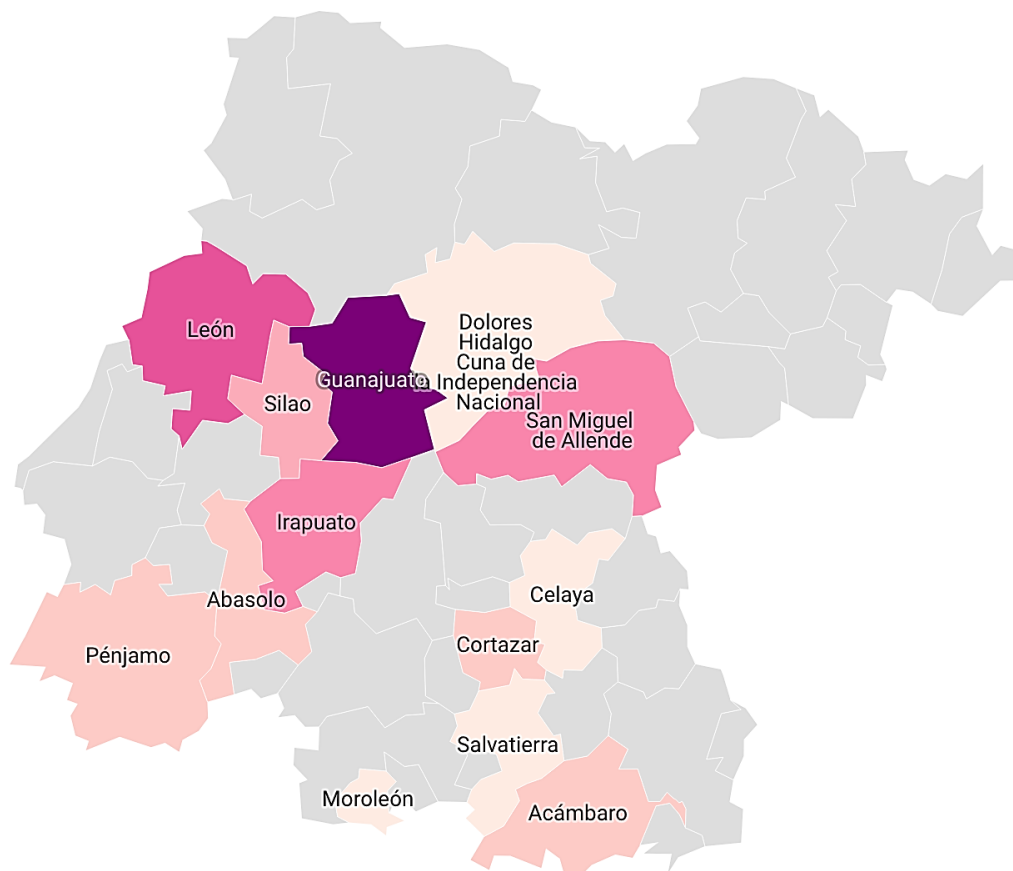 Dolores
Hidalgo
León
Cuna de
Guanajuato
la Independencia
Silao
Nacional
San Miguel
de Allende
Irapuato
Celaya
Abasolo
Cortazar
Pénjamo
Salvatierra
Moroleón
Acámbaro